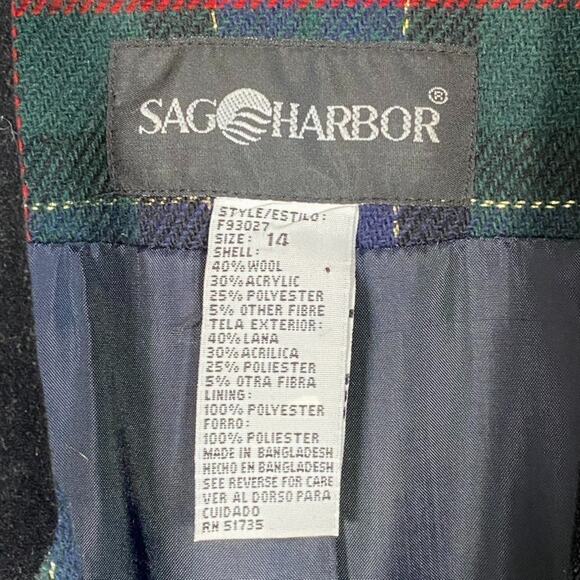 SAG HARBOR®
STYLE/ESTILO:
F93027
SIZE: 14
SHELL:
40% WOOL
30% ACRYLIC
25% POLYESTER
5% OTHER FIBRE
TELA EXTERIOR:
40% LANA
30% ACRILICA
25% POLIESTER
5% OTRA FIBRA
LINING:
100% POLYESTER
FORRO:
100% POLIESTER
MADE IN BANGLADESH
HECHO EN BANGLADESH
SEE REVERSE FOR CARE
VER AL DORSO PARA
CUIDADO
RN 51735